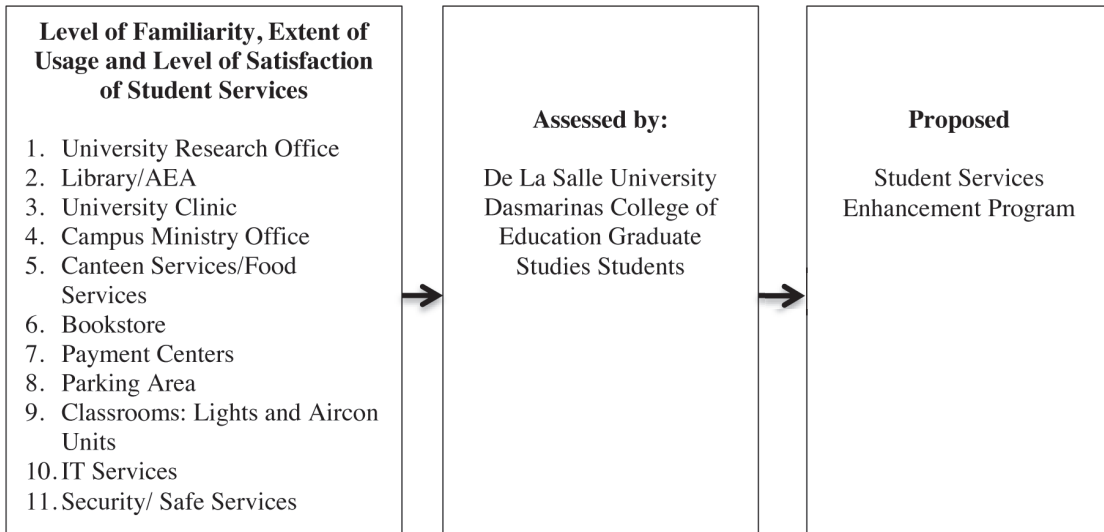 Level of Familiarity, Extent of
Usage and Level of Satisfaction
of Student Services
1. University Research Office
2. Library/AEA
3. University Clinic
4. Campus Ministry Office
5. Canteen Services/Food
Services
6. Bookstore
7. Payment Centers
8. Parking Area
9. Classrooms: Lights and Aircon
Units
10. IT Services
11. Security/ Safe Services
Assessed by:
De La Salle University
Dasmarinas College of
Education Graduate
Studies Students
Proposed
Student Services
Enhancement Program